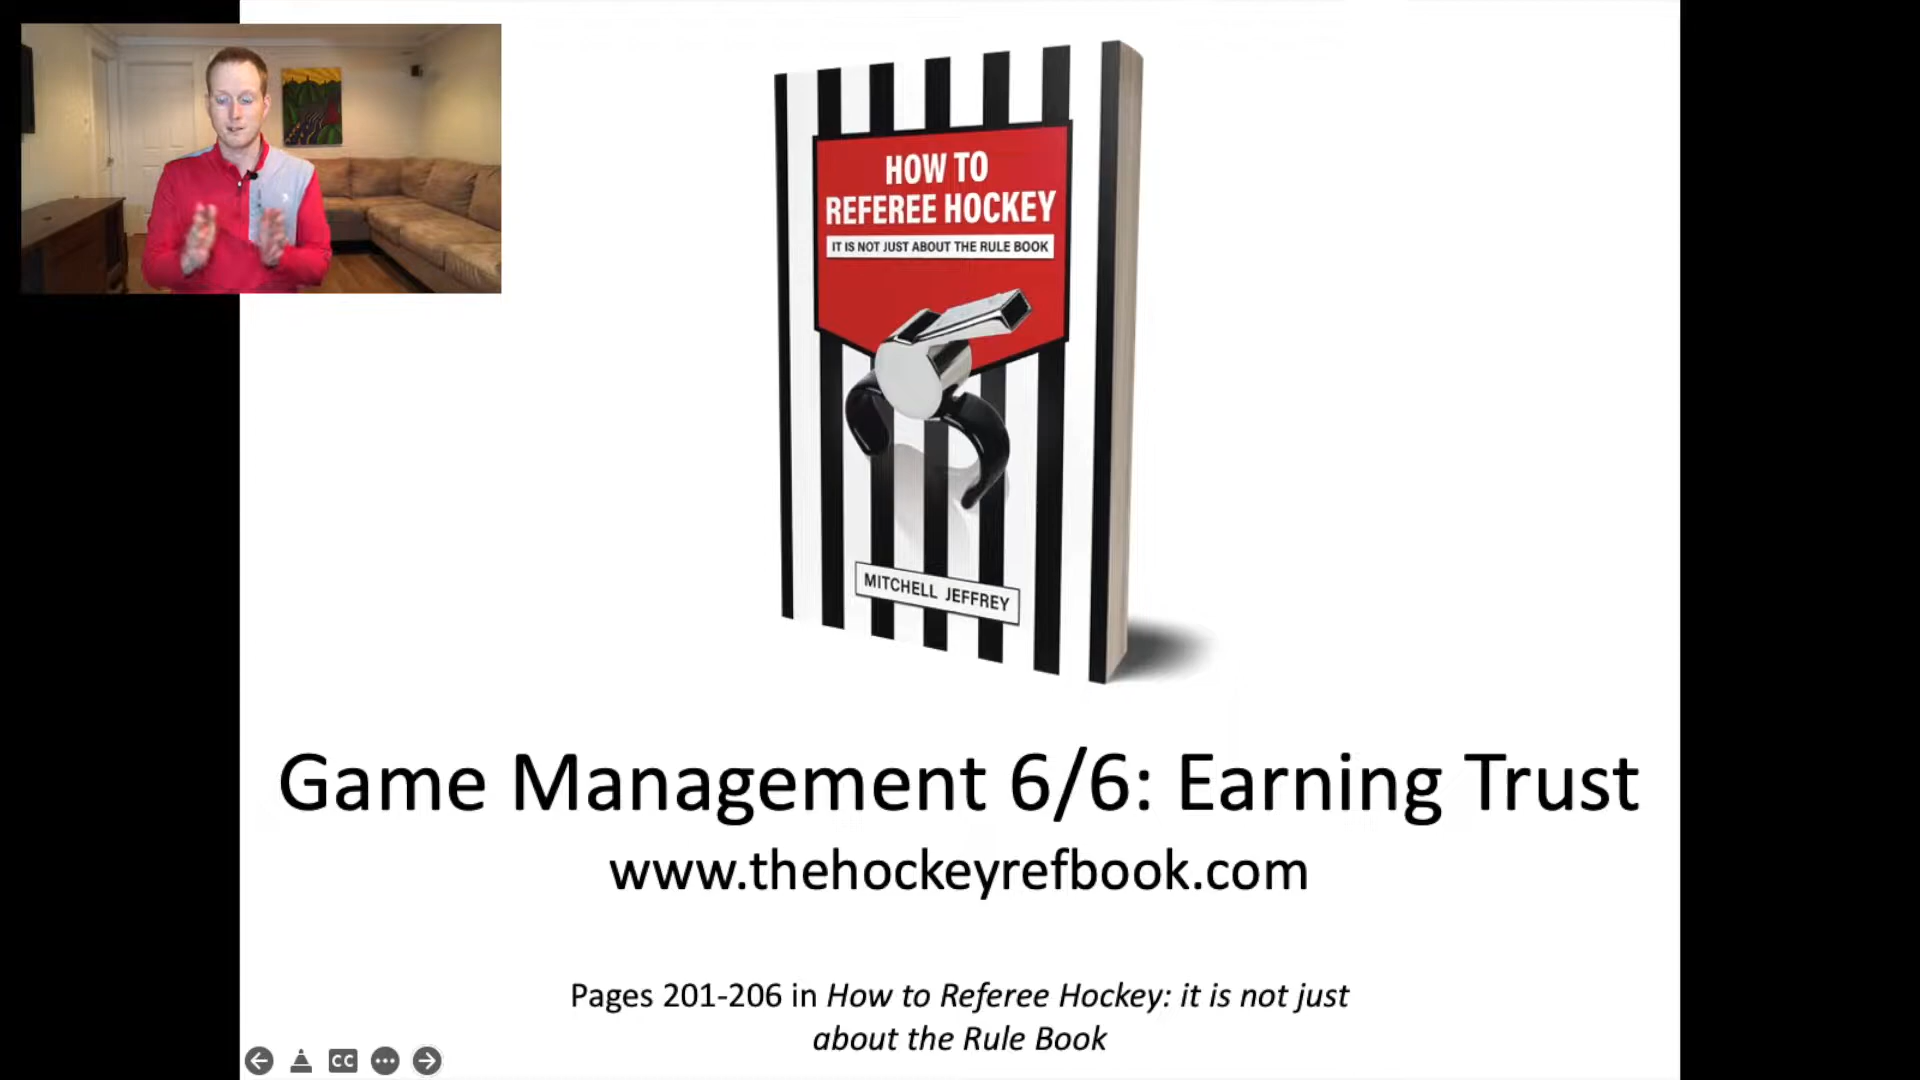 HOW TO
REFEREE HOCKEY
IT IS NOT JUST ABOUT THE RULE BOOK
MITCHELL JEFFREY
Game Management 6/6: Earning Trust
www.thehockeyrefbook.com
Pages 201-206 in How to Referee Hockey: it is not just
about the Rule Book
CC